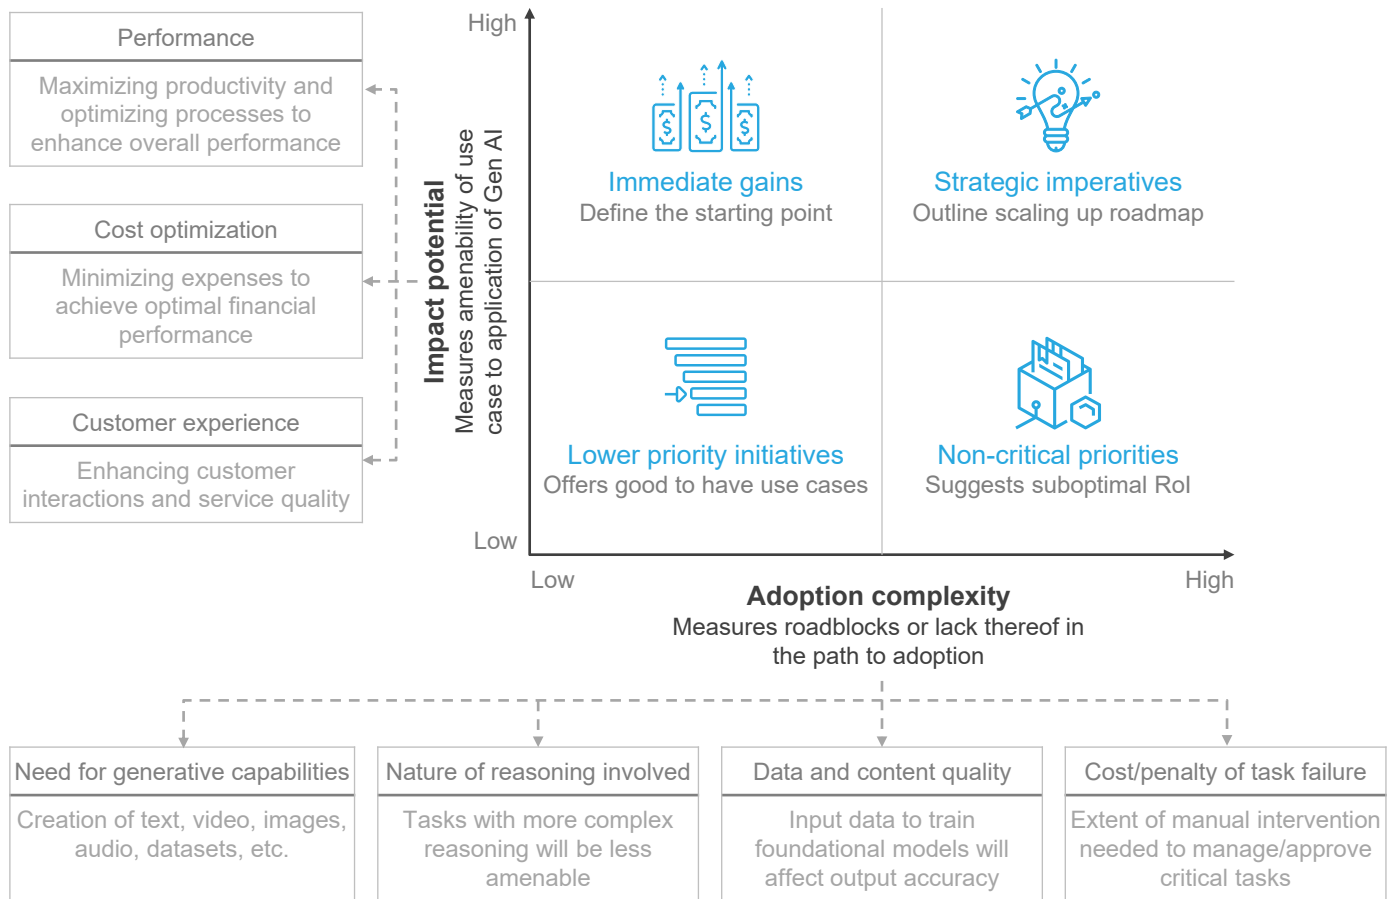 Performance
Maximizing productivity and
optimizing processes to
enhance overall performance
Cost optimization
Minimizing expenses to
achieve optimal financial
performance
Customer experience
Enhancing customer
interactions and service quality
Impact potential
Measures amenability of use
case to application of Gen AI
High
Low
Immediate gains
Define the starting point
Strategic imperatives
Outline scaling up roadmap
Lower priority initiatives
Offers good to have use cases
Non-critical priorities
Suggests suboptimal RoI
Low
High
Adoption complexity
Measures roadblocks or lack thereof in
the path to adoption
Need for generative capabilities
Creation of text, video, images,
audio, datasets, etc.
Nature of reasoning involved
Tasks with more complex
reasoning will be less
amenable
Data and content quality
Input data to train
foundational models will
affect output accuracy
Cost/penalty of task failure
Extent of manual intervention
needed to manage/approve
critical tasks